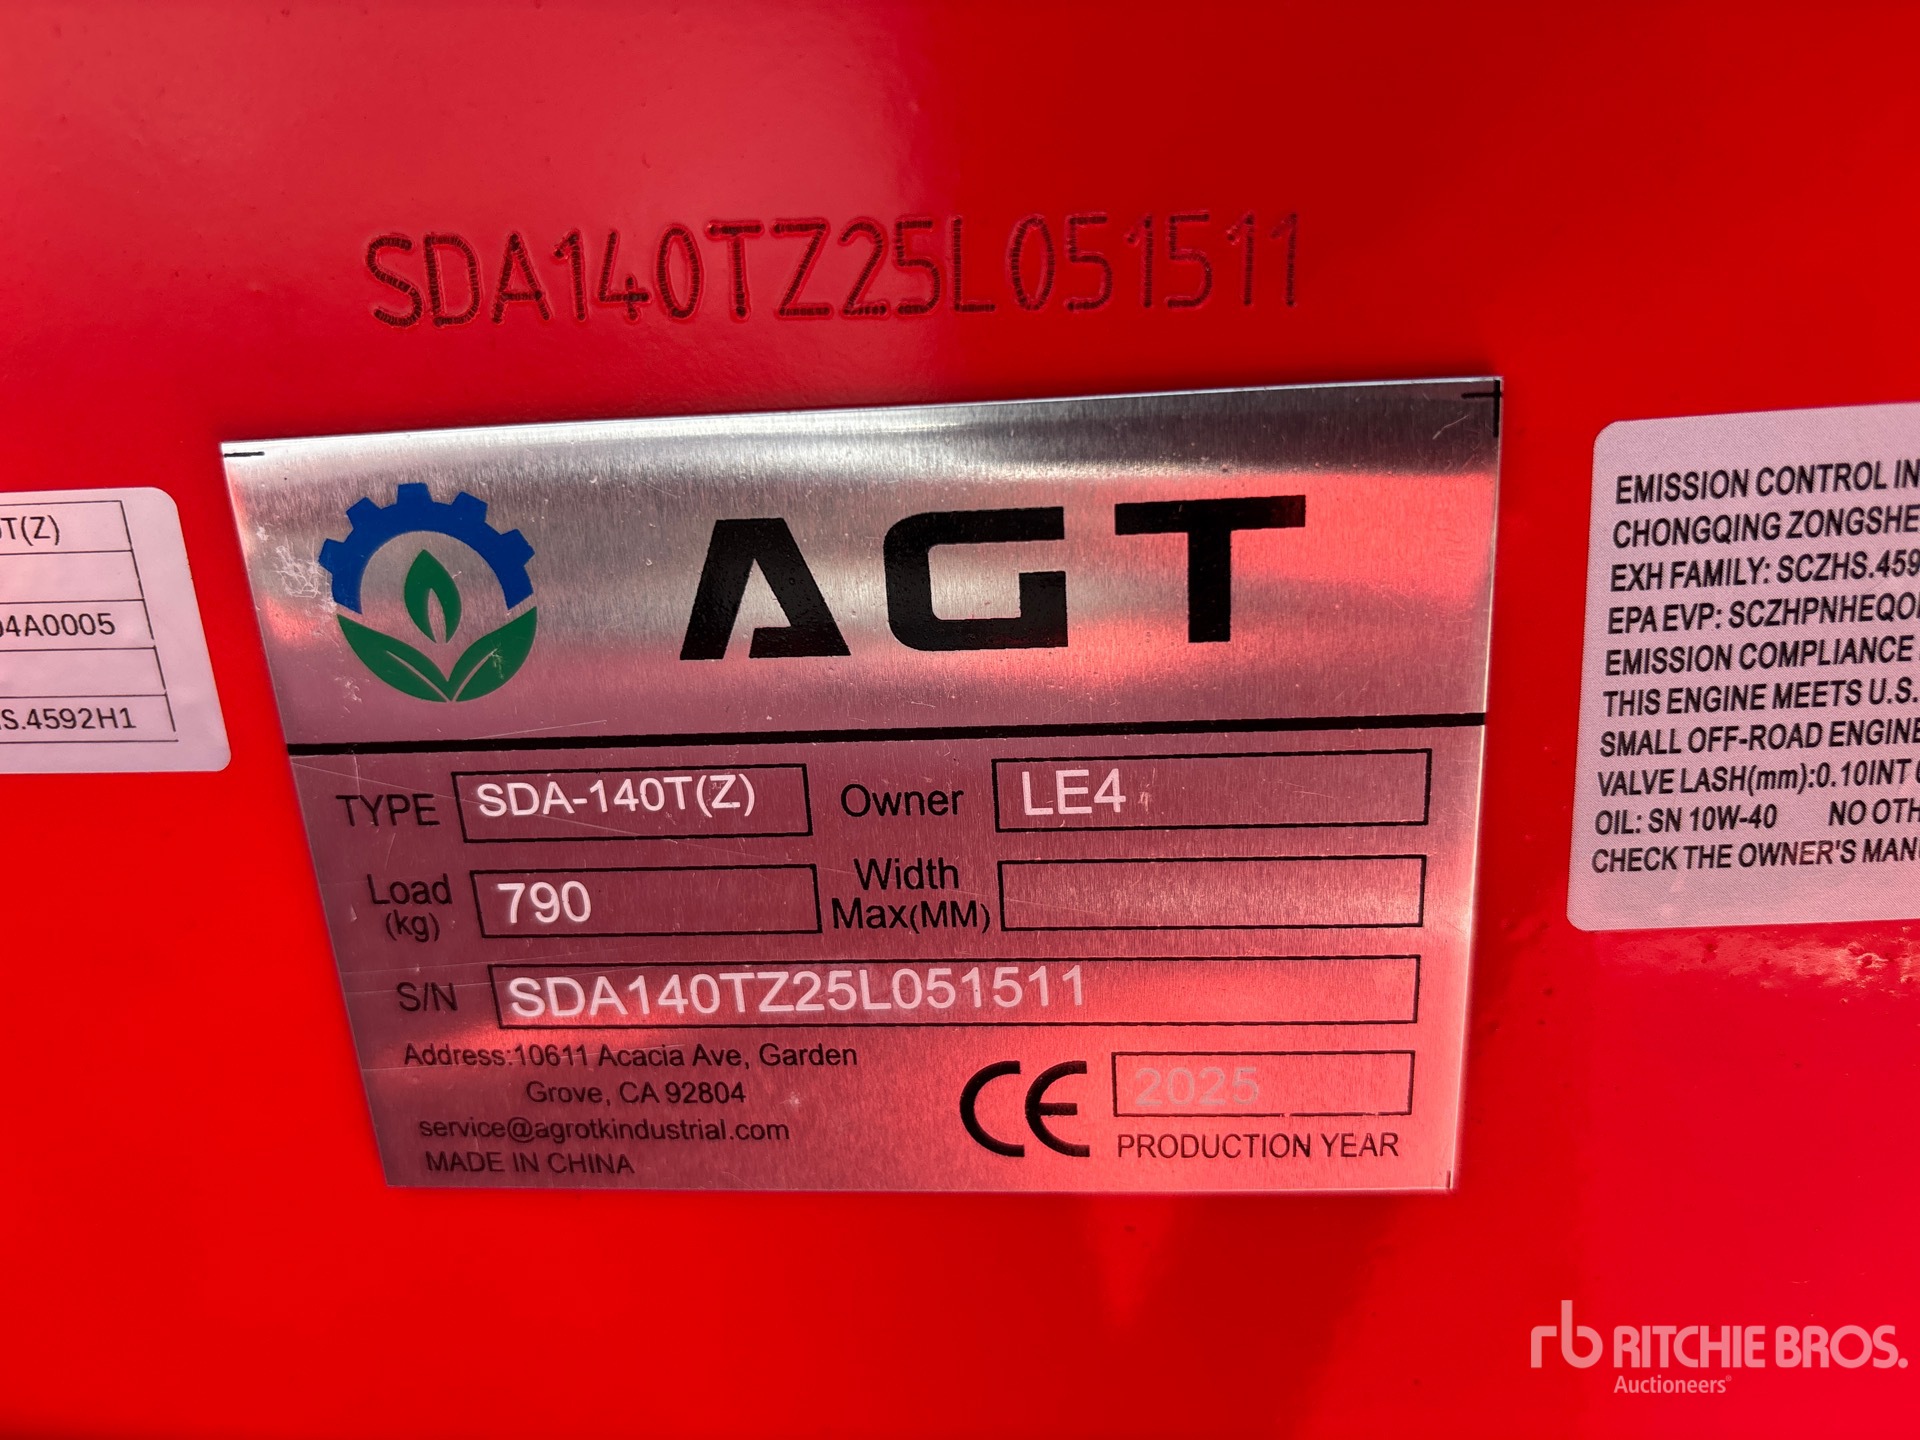 SDA140TZ25L051511
T(Z)
04A0005
S.4592H1
AGT
TYPE SDA-140T(Z) Owner LE4
Load (kg) 790 Width Max(MM)
S/N SDA140TZ25L051511
Address:10611 Acacia Ave, Garden
Grove, CA 92804
service@agrotkindustrial.com
MADE IN CHINA
CE 2025
PRODUCTION YEAR
EMISSION CONTROL IN
CHONGQING ZONGSHE
EXH FAMILY: SCZHS.459
EPA EVP: SCZHPNHEQO
EMISSION COMPLIANCE
THIS ENGINE MEETS U.S.
SMALL OFF-ROAD ENGINE
VALVE LASH(mm):0.10INT
OIL: SN 10W-40 NO OTH
CHECK THE OWNER'S MAN
rb RITCHIE BROS.
Auctioneers